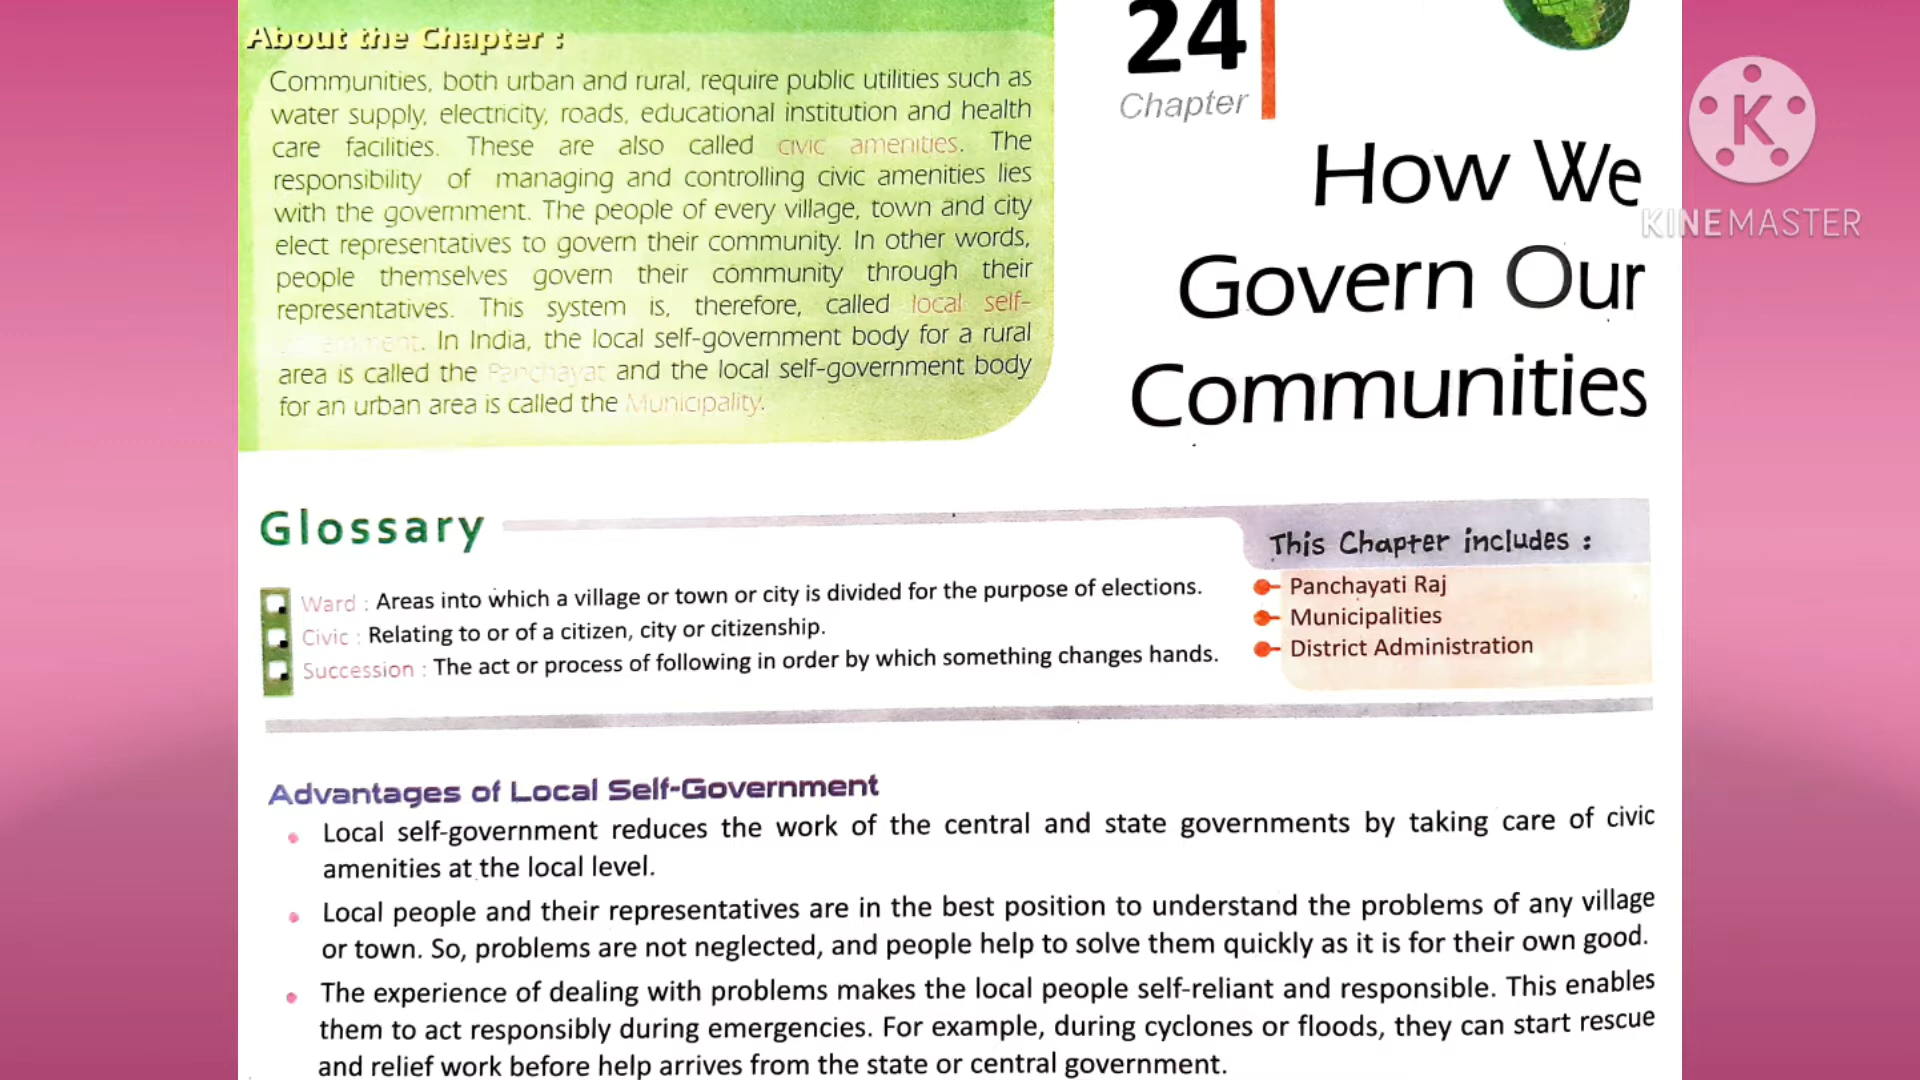 About the Chapter :
Communities, both urban and rural, require public utilities such as
water supply, electricity, roads, educational institution and health
care facilities. These are also called civic amenities. The
responsibility of managing and controlling civic amenities lies
with the government. The people of every village, town and city
elect representatives to govern their community. In other words,
people themselves govern their community through their
representatives. This system is, therefore, called local self-
. In India, the local self-government body for a rural
area is called the Panchayat and the local self-government body
for an urban area is called the Municipality.
24
Chapter
How We
Govern Our
Communities
K
KINEMASTER
Glossary
Ward : Areas into which a village or town or city is divided for the purpose of elections.
Civic : Relating to or of a citizen, city or citizenship.
Succession : The act or process of following in order by which something changes hands.
This Chapter includes :
Panchayati Raj
Municipalities
District Administration
Advantages of Local Self-Government
• Local self-government reduces the work of the central and state governments by taking care of civic
amenities at the local level.
• Local people and their representatives are in the best position to understand the problems of any village
or town. So, problems are not neglected, and people help to solve them quickly as it is for their own good.
• The experience of dealing with problems makes the local people self-reliant and responsible. This enables
them to act responsibly during emergencies. For example, during cyclones or floods, they can start rescue
and relief work before help arrives from the state or central government.